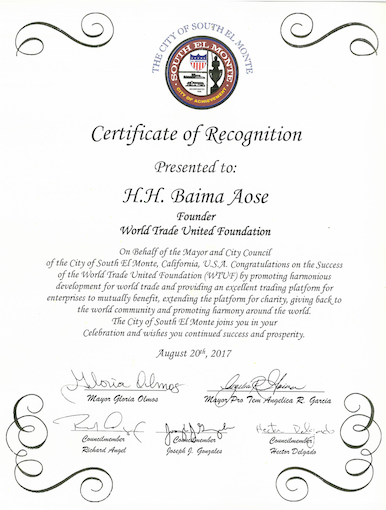 THE CITY OF SOUTH EL MONTE
SOUTH EL MONTE
CITY OF ACHIEVEMENT
Certificate of Recognition
Presented to:
H.H. Baima Aose
Founder
World Trade United Foundation
On Behalf of the Mayor and City Council
of the City of South El Monte, California, U.S.A. Congratulations on the Success
of the World Trade United Foundation (WTUF) by promoting harmonious
development for world trade and providing an excellent trading platform for
enterprises to mutually benefit, extending the platform for charity, giving back to
the world community and promoting harmony around the world.
The City of South El Monte joins you in your
Celebration and wishes you continued success and prosperity.
August 20th, 2017
Gloria Olmos
Mayor Gloria Olmos
Mayor Pro Tem Angelica R. Garcia
Hector Delgado
Councilmember
Councilmember
Councilmember
Richard Angel
Joseph J. Gonzales
Hector Delgado